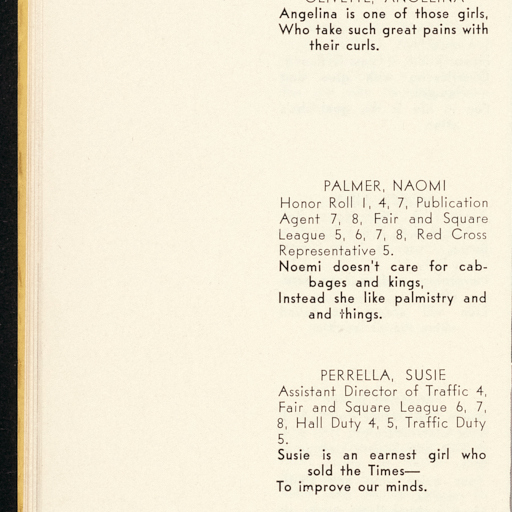 OLIVETTE, ANGELINA
Angelina is one of those girls,
Who take such great pains with
their curls.
PALMER, NAOMI
Honor Roll 1, 4, 7, Publication
Agent 7, 8, Fair and Square
League 5, 6, 7, 8, Red Cross
Representative 5.
Noemi doesn't care for cab-
bages and kings,
Instead she like palmistry and
and things.
PERRELLA, SUSIE
Assistant Director of Traffic 4,
Fair and Square League 6, 7,
8, Hall Duty 4, 5, Traffic Duty
5.
Susie is an earnest girl who
sold the Times—
To improve our minds.